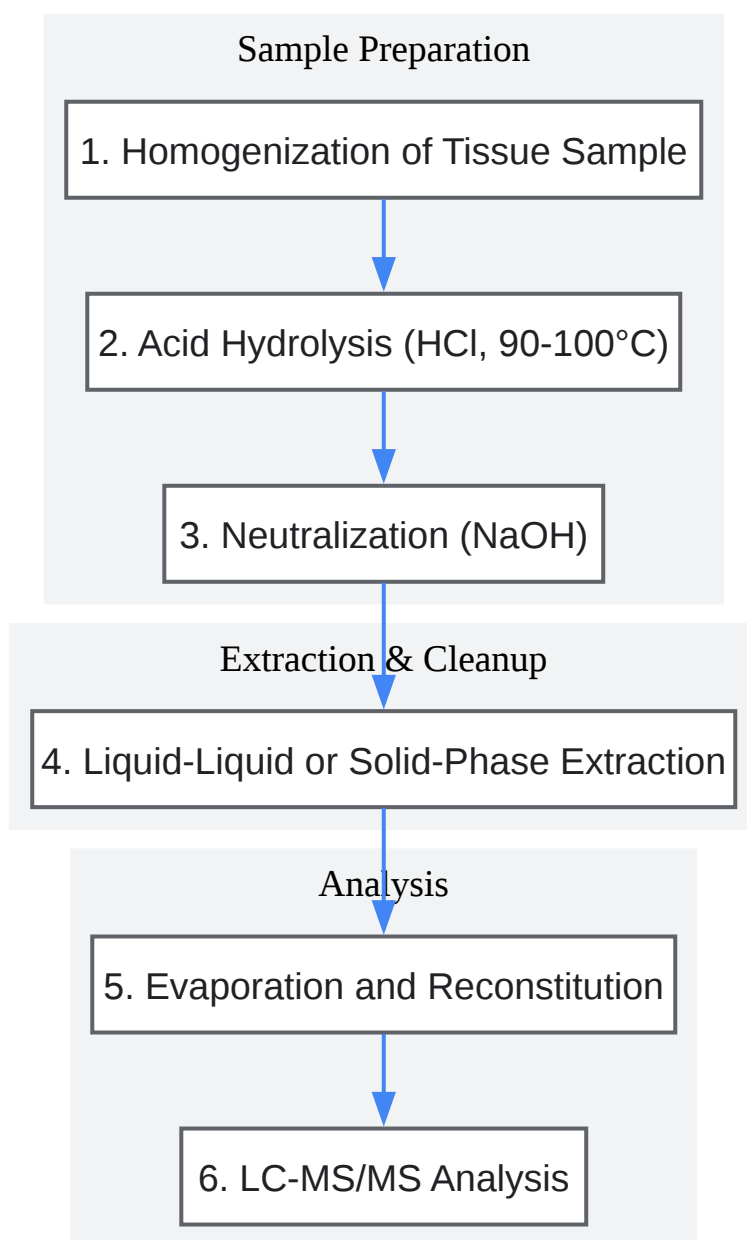 Sample Preparation
1. Homogenization of Tissue Sample
2. Acid Hydrolysis (HCl, 90-100°C)
3. Neutralization (NaOH)
Extraction & Cleanup
4. Liquid-Liquid or Solid-Phase Extraction
Analysis
5. Evaporation and Reconstitution
6. LC-MS/MS Analysis